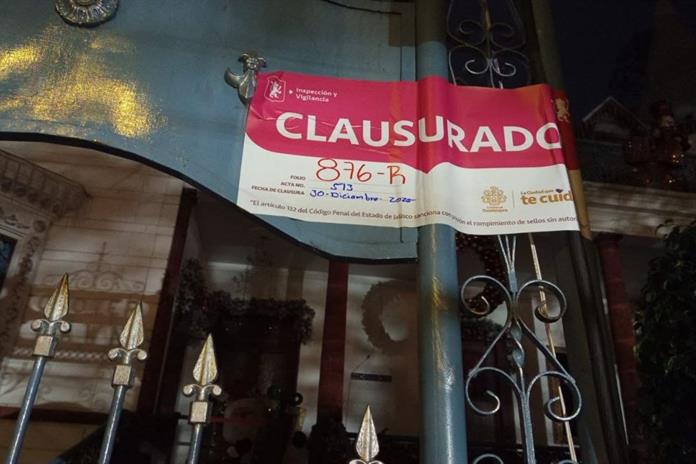 Inspección y
Vigilancia
CLAUSURADO
FOLIO 876-R
ACTA NO. 573
FECHA DE CLAUSURA 30-Diciembre-2020
La Ciudad que
te cuid
Guadalajara
"El artículo 132 del Código Penal del Estado de Jalisco sanciona con el rompimiento de sellos sin autor